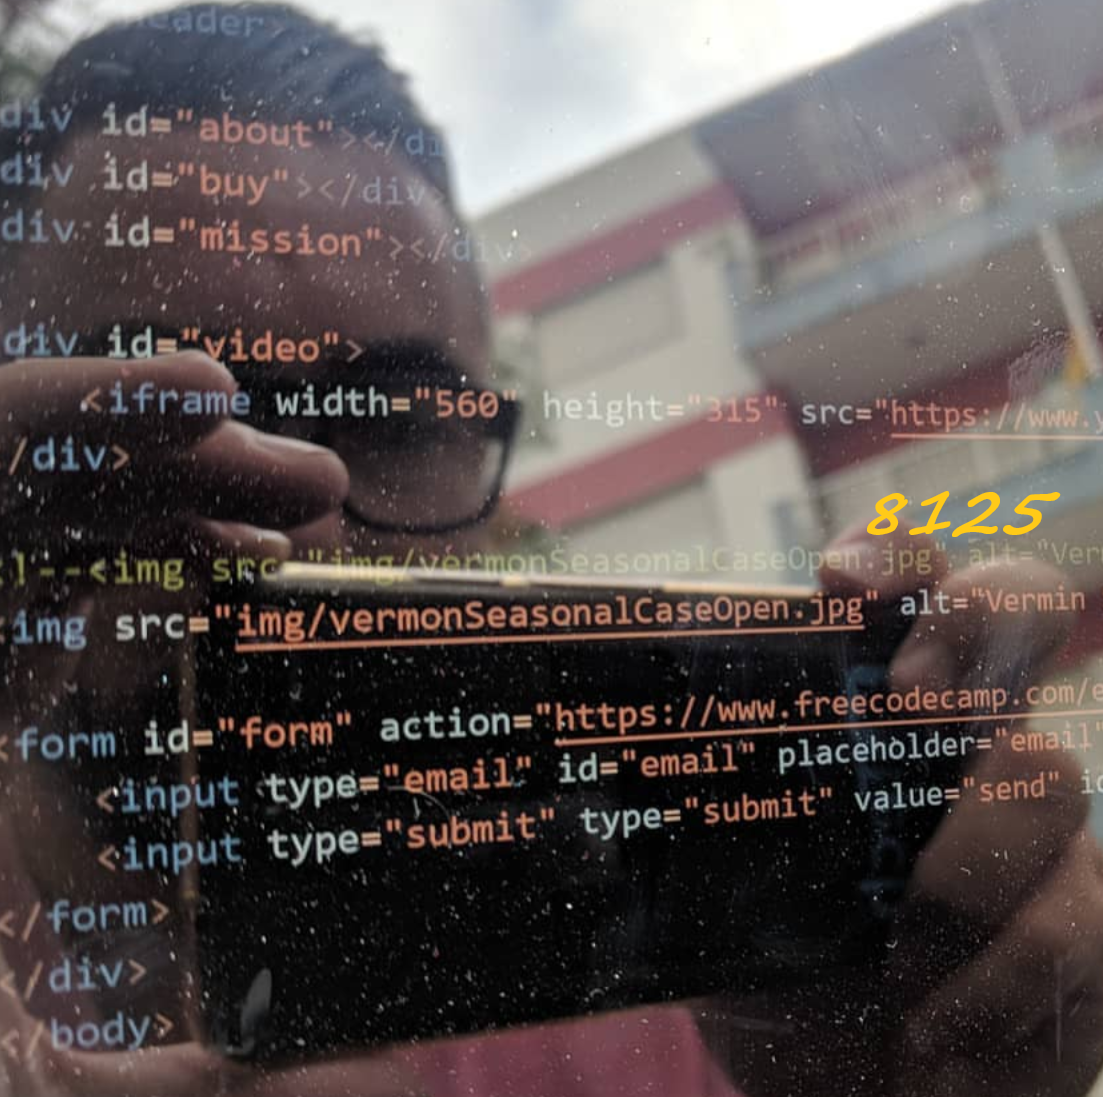 eader>
div id="about"></di
div id="buy"></div>
div id="mission"></div>
div id="video">
<iframe width="560" height="315" src="https://www.y
/div>
8125
!--<img src="img/vermonSeasonalCaseOpen.jpg" alt="Ver
<img src="img/vermonSeasonalCaseOpen.jpg" alt="Vermin
<form id="form" action="https://www.freecodecamp.com/e
<input type="email" id="email" placeholder="email"
<input type="submit" type="submit" value="send" id
</form>
</div>
</body>